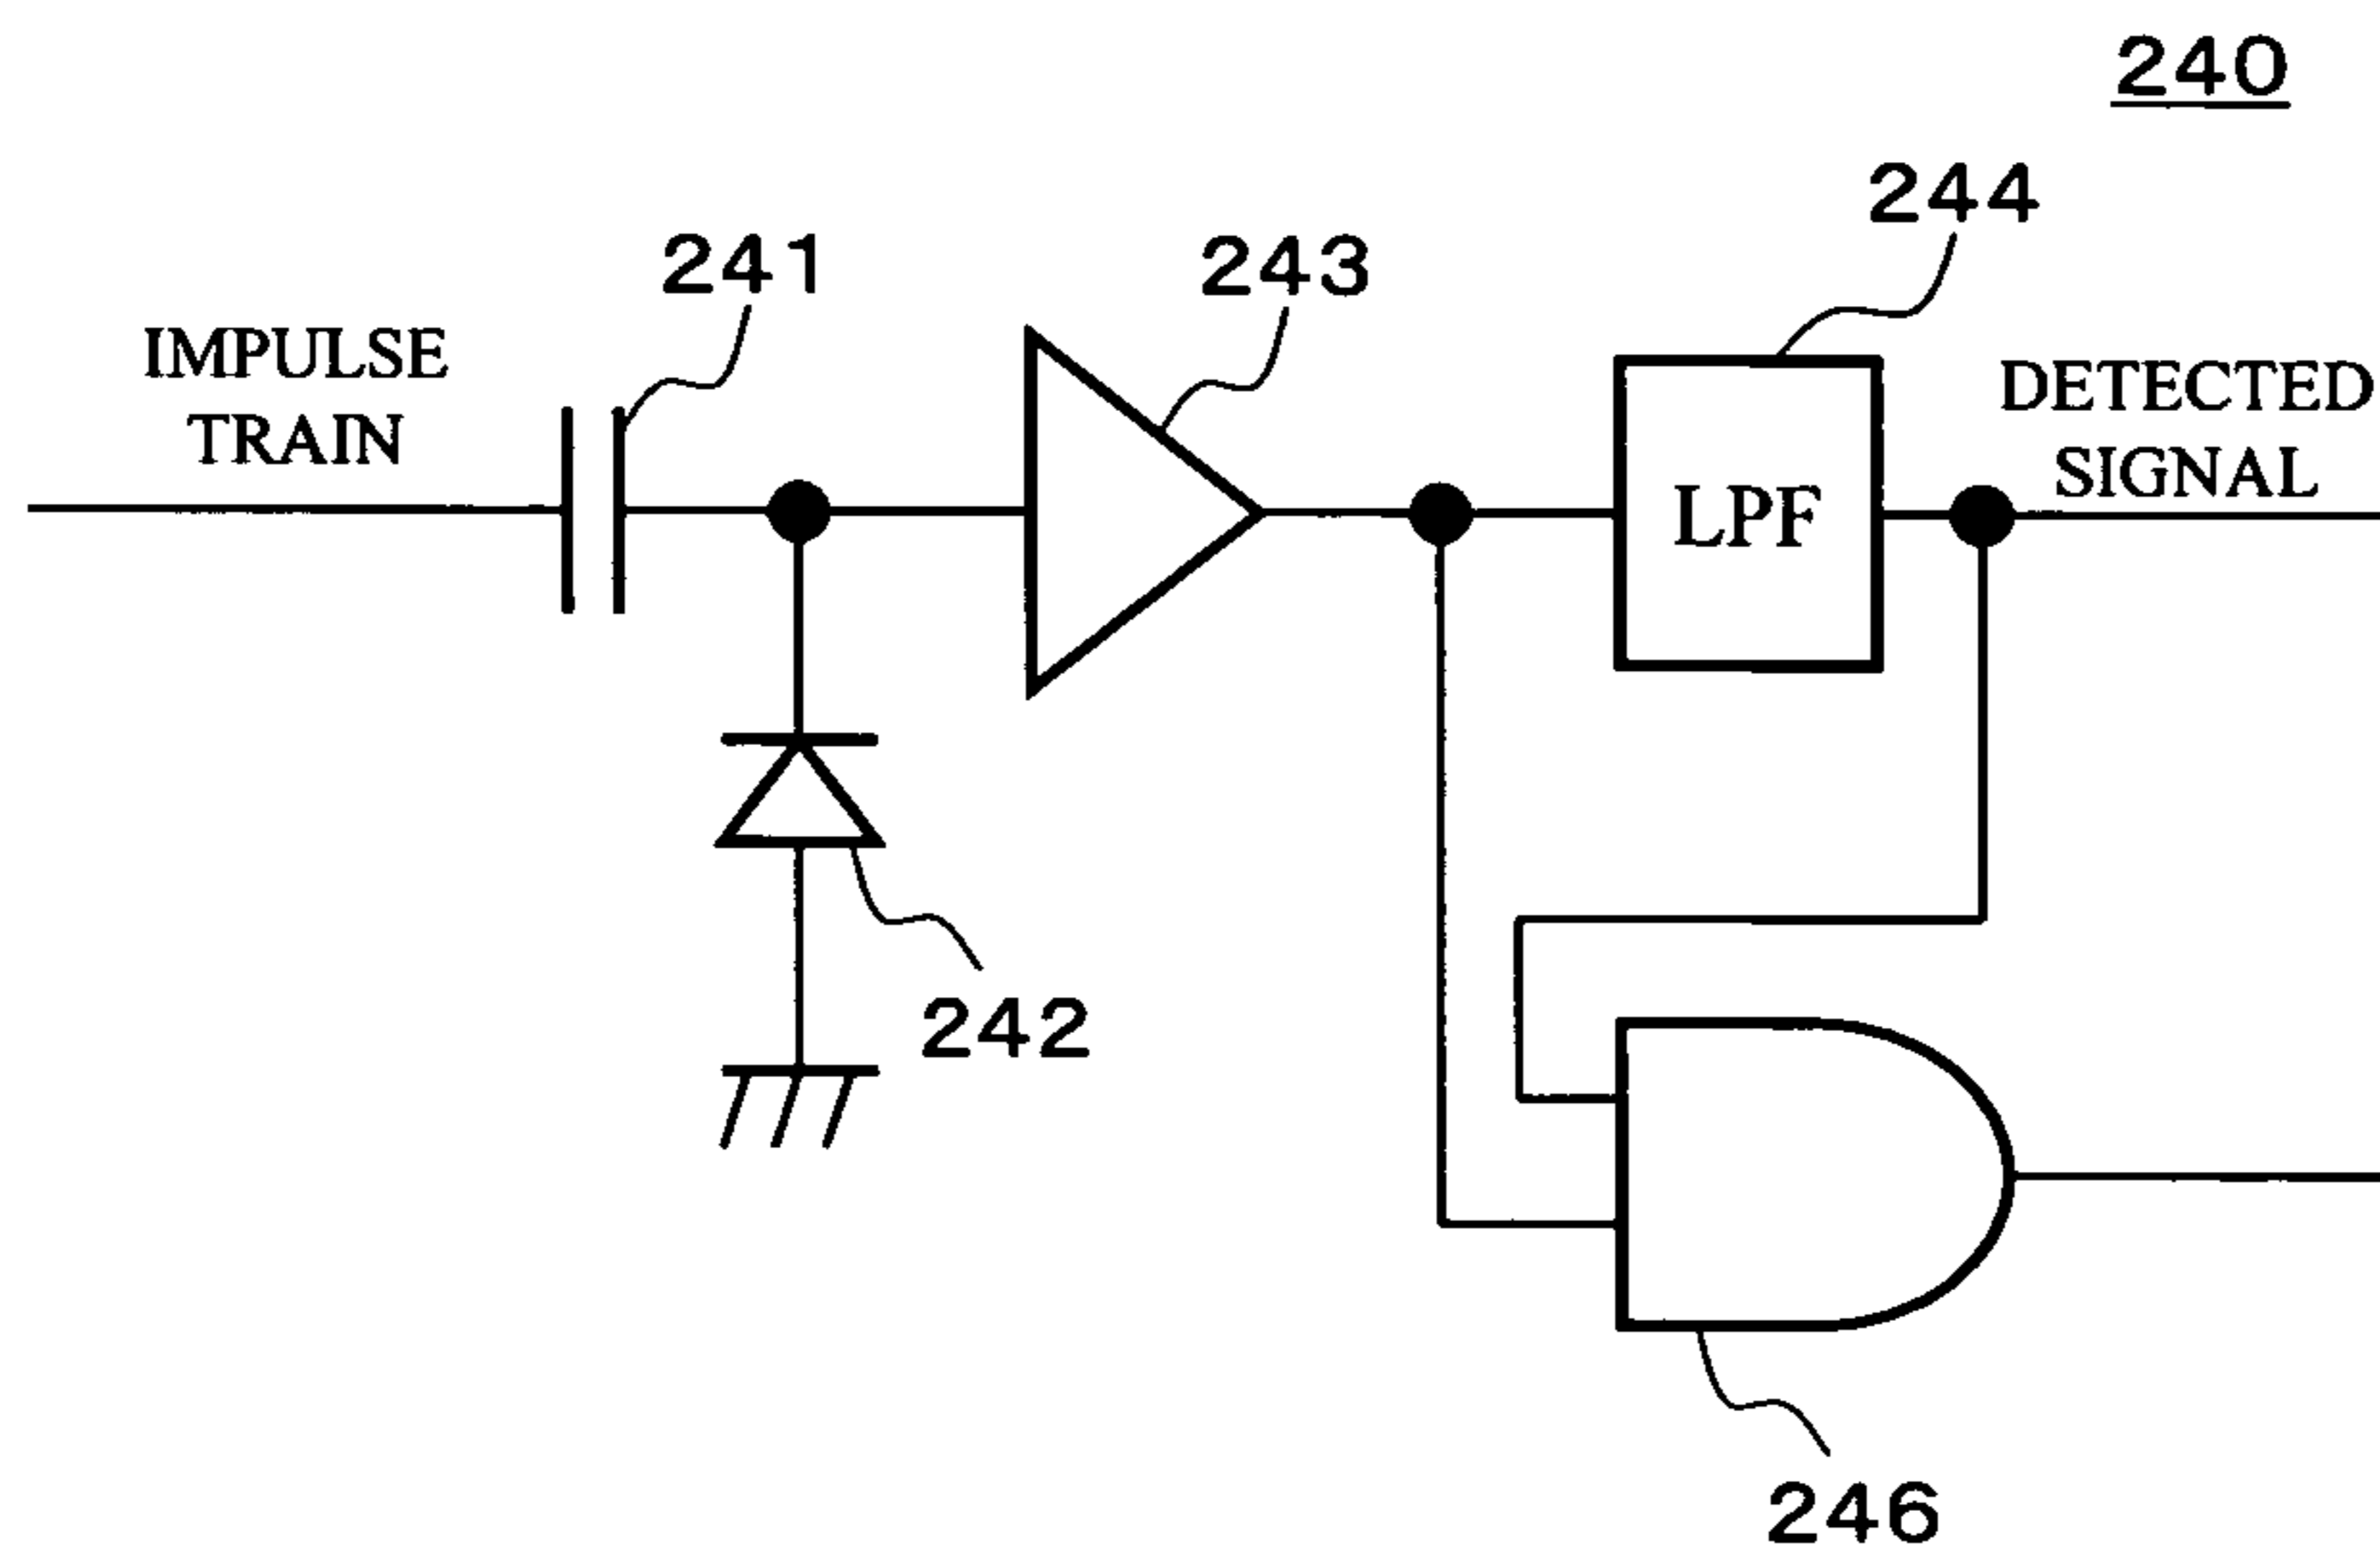 240
244
241
243
IMPULSE
TRAIN
DETECTED
SIGNAL
LPF
242
246